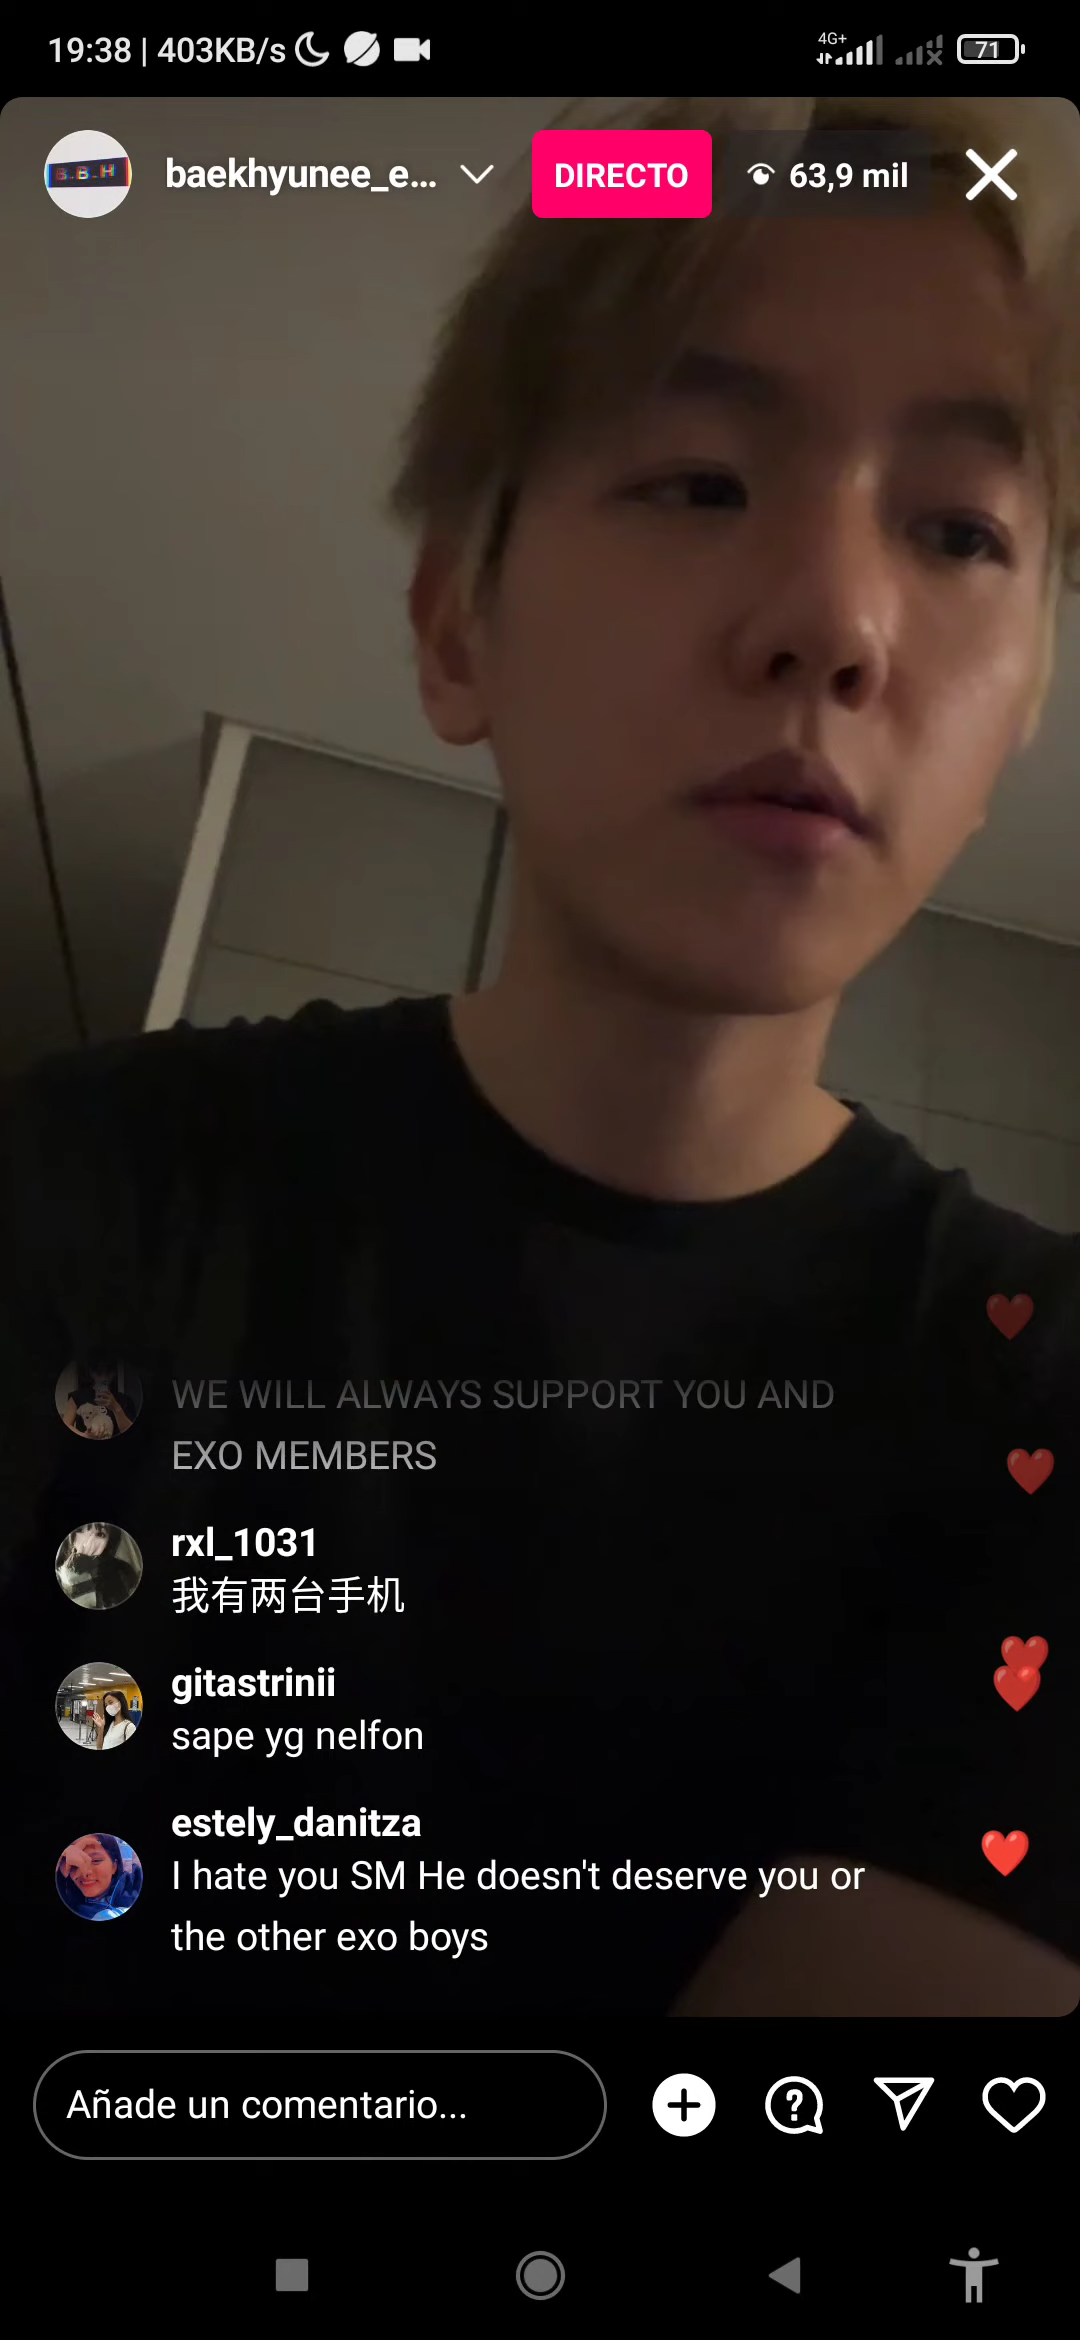 19:38 | 403KB/s
4G+
71
B.B.H
baekhyunee_e...
DIRECTO
63,9 mil
WE WILL ALWAYS SUPPORT YOU AND
EXO MEMBERS
rxl_1031
我有两台手机
gitastrinii
sape yg nelfon
estely_danitza
I hate you SM He doesn't deserve you or
the other exo boys
Añade un comentario...